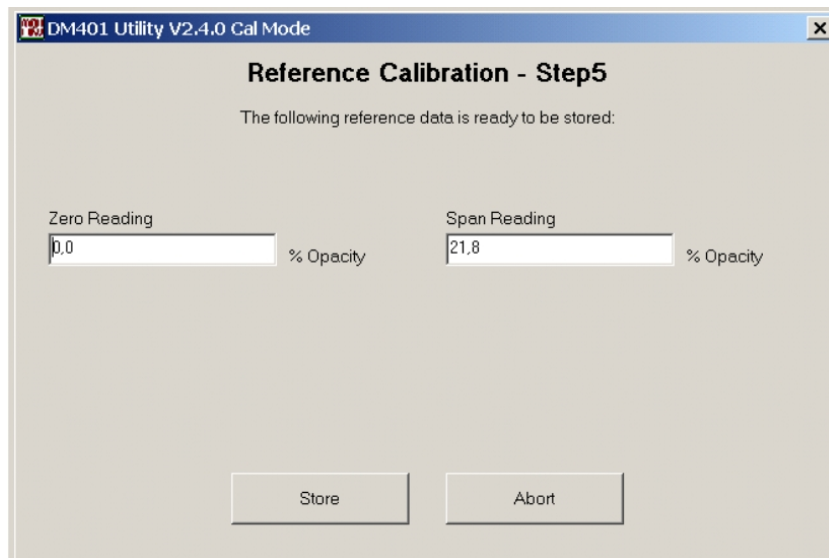 DM401 Utility V2.4.0 Cal Mode
Reference Calibration - Step5
The following reference data is ready to be stored:
Zero Reading
0,0
% Opacity
Span Reading
21,8
% Opacity
Store
Abort